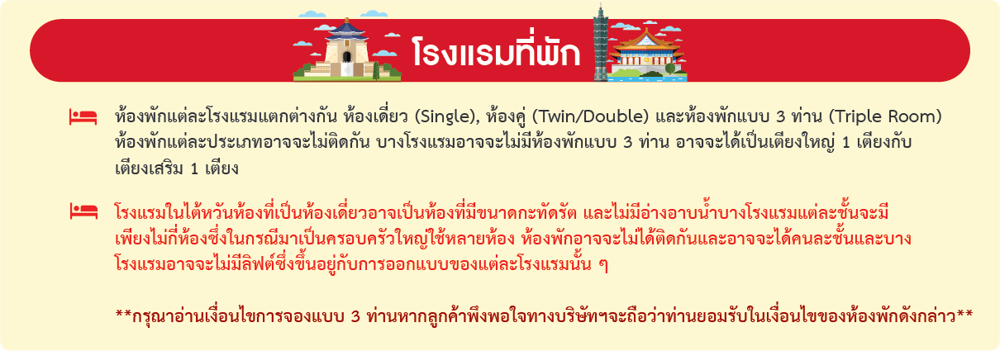 โรงแรมที่พัก
ห้องพักแต่ละโรงแรมแตกต่างกัน ห้องเดี่ยว (Single), ห้องคู่ (Twin/Double) และห้องพักแบบ 3 ท่าน (Triple Room)
ห้องพักแต่ละประเภทอาจจะไม่ติดกัน บางโรงแรมอาจจะไม่มีห้องพักแบบ 3 ท่าน อาจจะได้เป็นเตียงใหญ่ 1 เตียงกับ
เตียงเสริม 1 เตียง
โรงแรมในไต้หวันห้องที่เป็นห้องเดี่ยวอาจเป็นห้องที่มีขนาดกะทัดรัต และไม่มีอ่างอาบน้ำบางโรงแรมแต่ละชั้นจะมี
เพียงไม่กี่ห้องซึ่งในกรณีมาเป็นครอบครัวใหญ่ใช้หลายห้อง ห้องพักอาจจะไม่ได้ติดกันและอาจจะได้คนละชั้นและบาง
โรงแรมอาจจะไม่มีลิฟต์ซึ่งขึ้นอยู่กับการออกแบบของแต่ละโรงแรมนั้น ๆ
**กรุณาอ่านเงื่อนไขการจองแบบ 3 ท่านหากลูกค้าพึงพอใจทางบริษัทฯจะถือว่าท่านยอมรับในเงื่อนไขของห้องพักดังกล่าว**